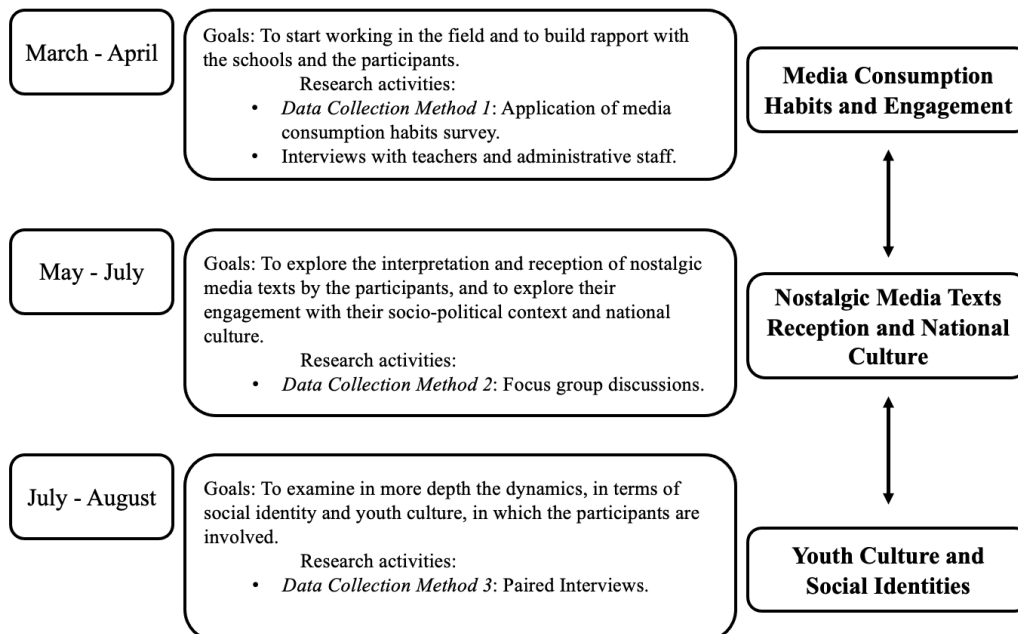 March - April
Goals: To start working in the field and to build rapport with
the schools and the participants.
Research activities:
• Data Collection Method 1: Application of media
consumption habits survey.
• Interviews with teachers and administrative staff.
Media Consumption
Habits and Engagement
May - July
Goals: To explore the interpretation and reception of nostalgic
media texts by the participants, and to explore their
engagement with their socio-political context and national
culture.
Research activities:
• Data Collection Method 2: Focus group discussions.
Nostalgic Media Texts
Reception and National
Culture
July - August
Goals: To examine in more depth the dynamics, in terms of
social identity and youth culture, in which the participants are
involved.
Research activities:
• Data Collection Method 3: Paired Interviews.
Youth Culture and
Social Identities